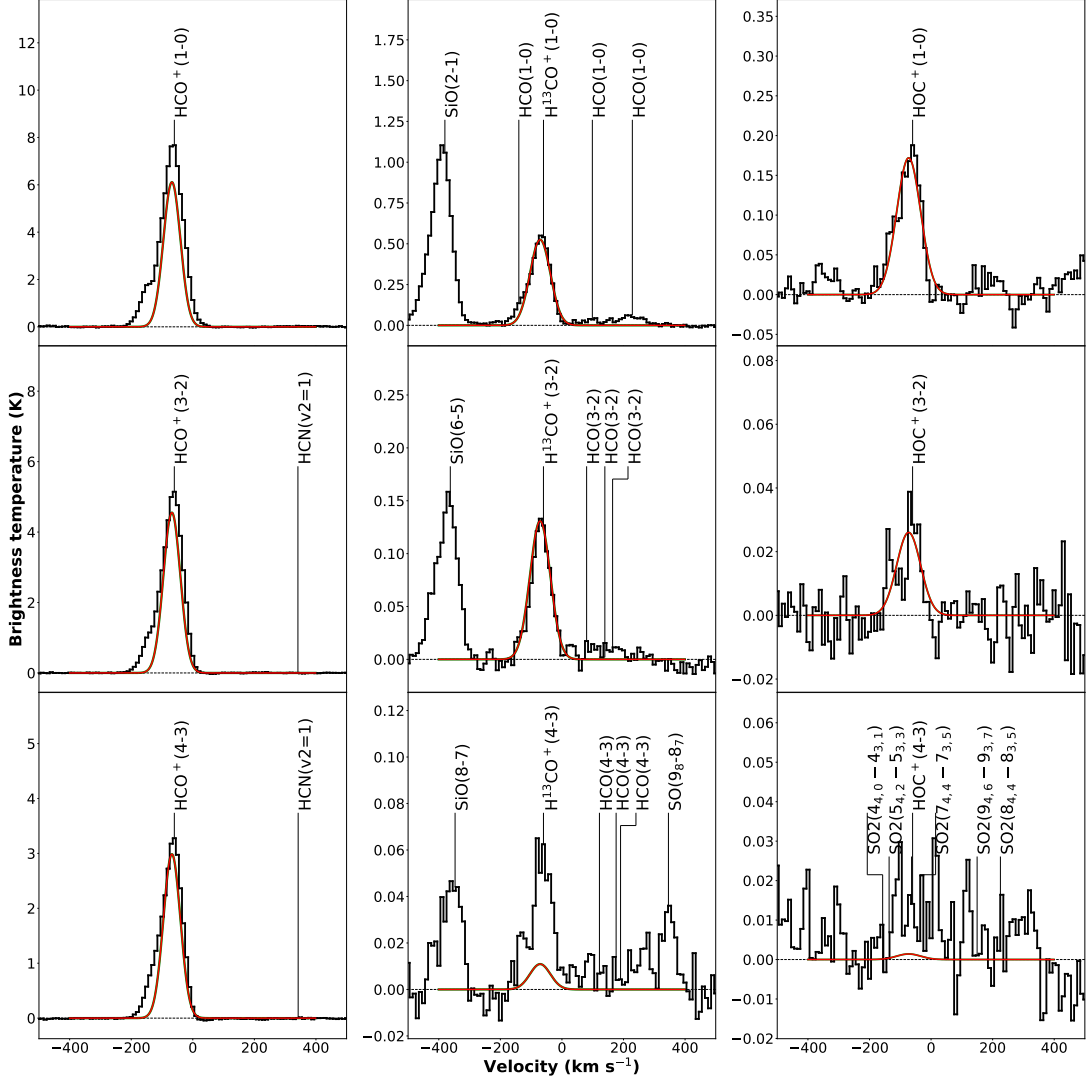 12
10
8
6
4
2
0
HCO⁺(1-0)
1.75
1.50
1.25
1.00
0.75
0.50
0.25
0.00
SiO(2-1)
HCO(1-0)
H¹³CO⁺(1-0)
HCO(1-0)
HCO(1-0)
0.35
0.30
0.25
0.20
0.15
0.10
0.05
0.00
−0.05
HOC⁺(1-0)
Brightness temperature (K)
8
6
4
2
0
HCO⁺(3-2)
HCN(v2=1)
0.25
0.20
0.15
0.10
0.05
0.00
SiO(6-5)
H¹³CO⁺(3-2)
HCO(3-2)
HCO(3-2)
HCO(3-2)
0.08
0.06
0.04
0.02
0.00
−0.02
HOC⁺(3-2)
5
4
3
2
1
0
HCO⁺(4-3)
HCN(v2=1)
−400 −200 0 200 400
0.12
0.10
0.08
0.06
0.04
0.02
0.00
−0.02
SiO(8-7)
H¹³CO⁺(4-3)
HCO(4-3)
HCO(4-3)
HCO(4-3)
SO(9₈-8₇)
−400 −200 0 200 400
0.06
0.05
0.04
0.03
0.02
0.01
0.00
−0.01
−0.02
SO2(4₄,₀ − 4₃,₁)
SO2(5₄,₂ − 5₃,₃)
HOC⁺(4-3)
SO2(7₄,₄ − 7₃,₅)
SO2(9₄,₆ − 9₃,₇)
SO2(8₄,₄ − 8₃,₅)
−400 −200 0 200 400
Velocity (km s⁻¹)